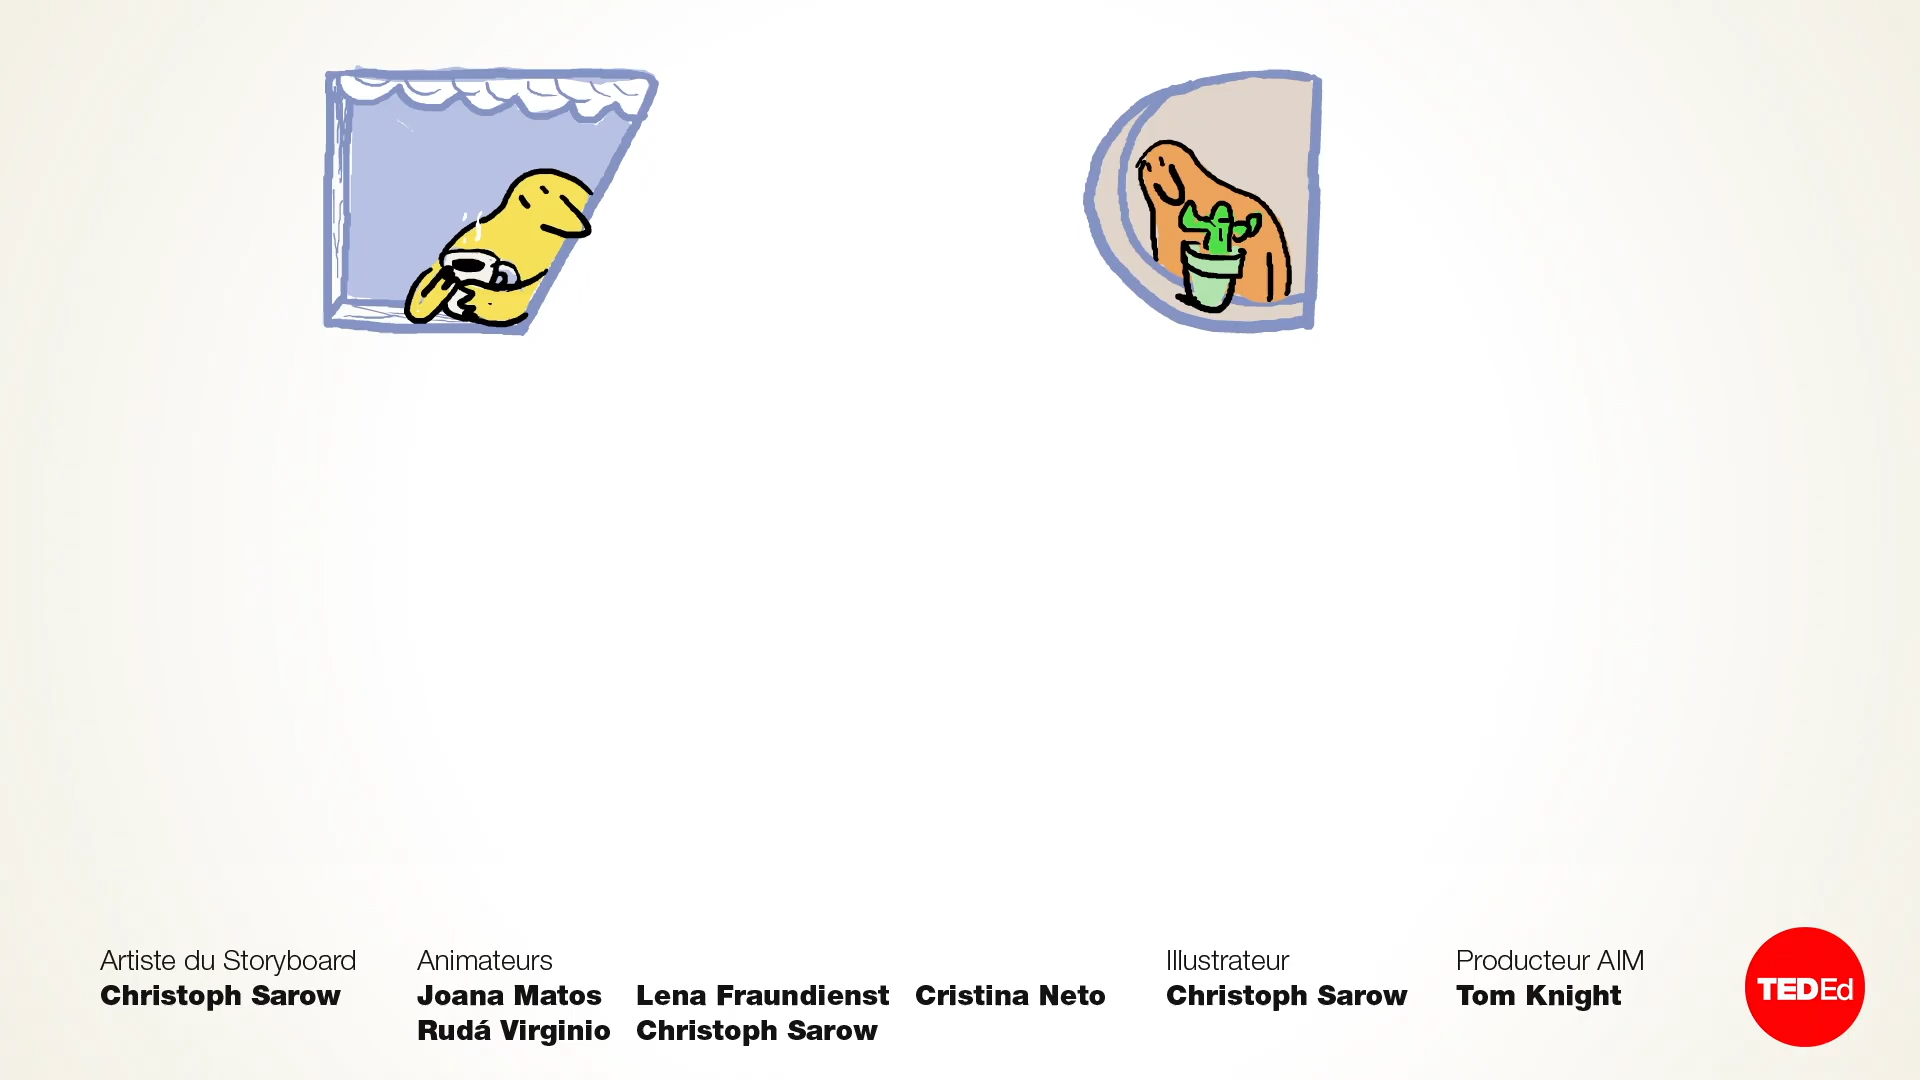 Artiste du Storyboard
Christoph Sarow
Animateurs
Joana Matos Lena Fraundienst Cristina Neto
Rudá Virginio Christoph Sarow
Illustrateur
Christoph Sarow
Producteur AIM
Tom Knight
TEDEd